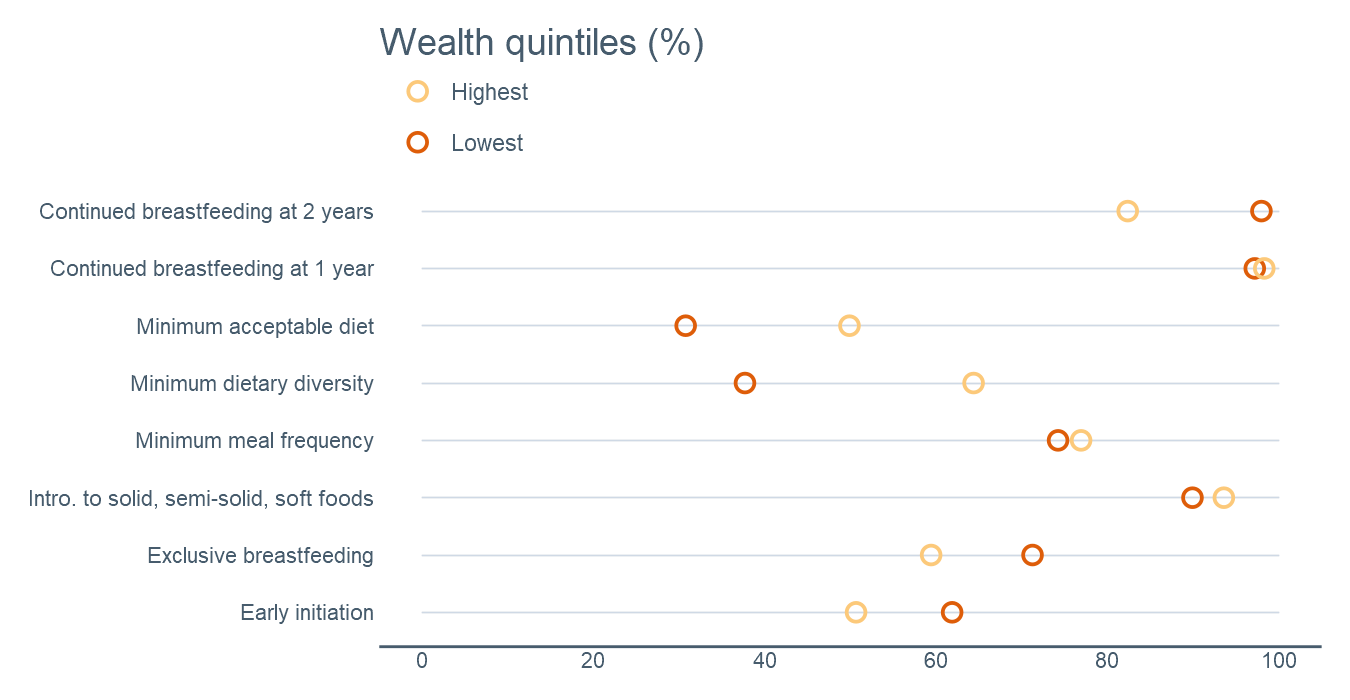 Wealth quintiles (%)
Highest
Lowest
Continued breastfeeding at 2 years
Continued breastfeeding at 1 year
Minimum acceptable diet
Minimum dietary diversity
Minimum meal frequency
Intro. to solid, semi-solid, soft foods
Exclusive breastfeeding
Early initiation
0 20 40 60 80 100